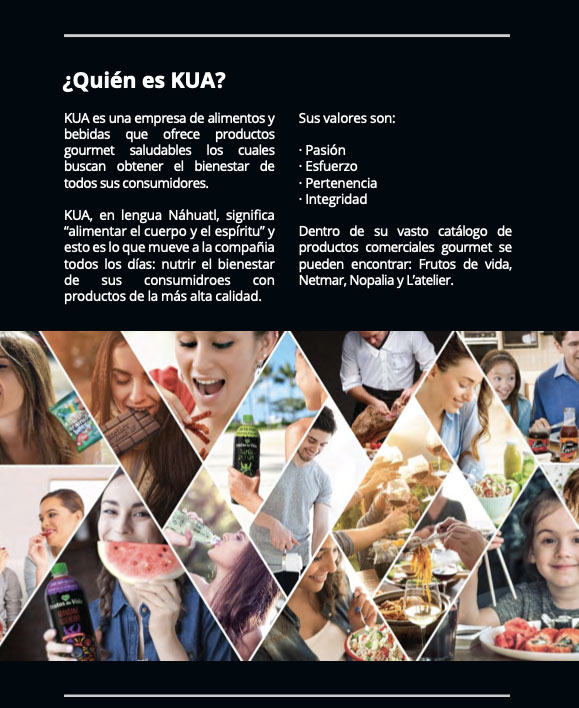 ¿Quién es KUA?
KUA es una empresa de alimentos y
bebidas que ofrece productos
gourmet saludables los cuales
buscan obtener el bienestar de
todos sus consumidores.
KUA, en lengua Náhuatl, significa
“alimentar el cuerpo y el espíritu” y
esto es lo que mueve a la compañia
todos los días: nutrir el bienestar
de sus consumidroes con
productos de la más alta calidad.
Sus valores son:
· Pasión
· Esfuerzo
· Pertenencia
· Integridad
Dentro de su vasto catálogo de
productos comerciales gourmet se
pueden encontrar: Frutos de vida,
Netmar, Nopalia y L’atelier.